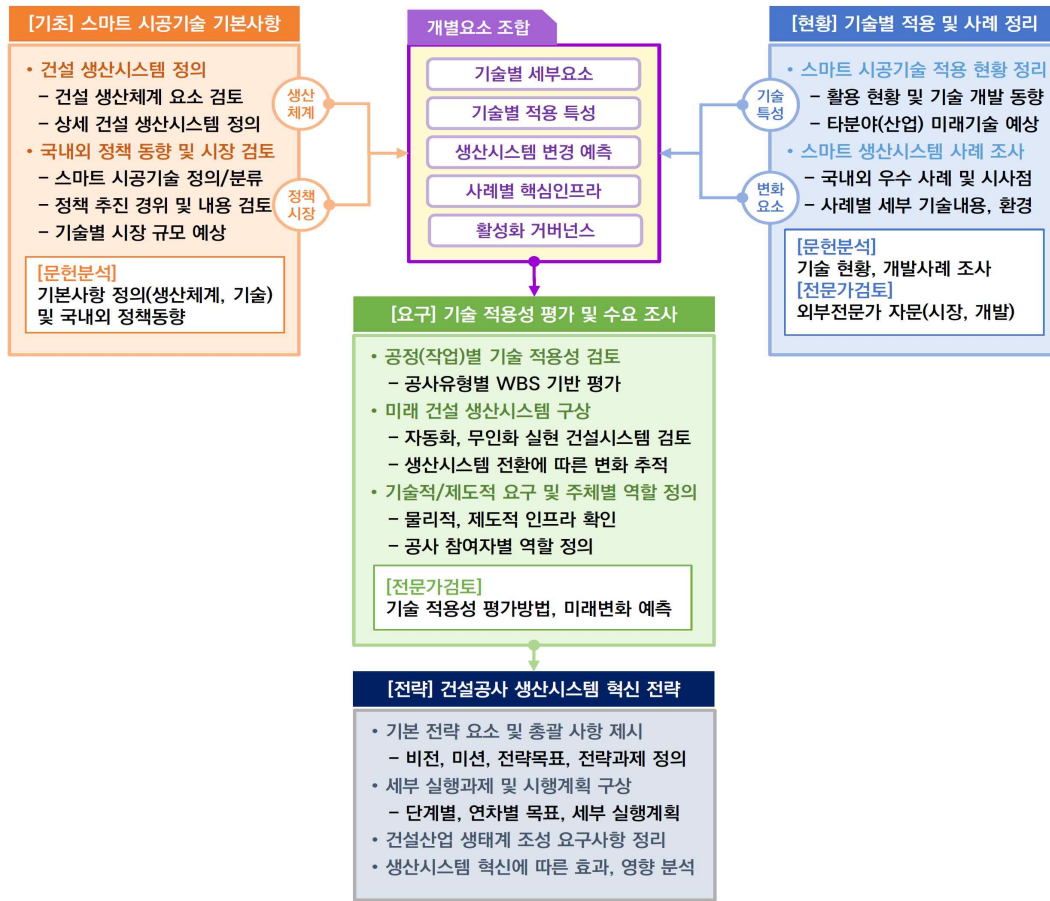 [기초] 스마트 시공기술 기본사항
• 건설 생산시스템 정의
– 건설 생산체계 요소 검토
– 상세 건설 생산시스템 정의
• 국내외 정책 동향 및 시장 검토
– 스마트 시공기술 정의/분류
– 정책 추진 경위 및 내용 검토
– 기술별 시장 규모 예상
[문헌분석]
기본사항 정의(생산체계, 기술)
및 국내외 정책동향
생산
체계
정책
시장
개별요소 조합
기술별 세부요소
기술별 적용 특성
생산시스템 변경 예측
사례별 핵심인프라
활성화 거버넌스
[현황] 기술별 적용 및 사례 정리
• 스마트 시공기술 적용 현황 정리
– 활용 현황 및 기술 개발 동향
– 타분야(산업) 미래기술 예상
• 스마트 생산시스템 사례 조사
– 국내외 우수 사례 및 시사점
– 사례별 세부 기술내용, 환경
[문헌분석]
기술 현황, 개발사례 조사
[전문가검토]
외부전문가 자문(시장, 개발)
기술
특성
변화
요소
[요구] 기술 적용성 평가 및 수요 조사
• 공정(작업)별 기술 적용성 검토
– 공사유형별 WBS 기반 평가
• 미래 건설 생산시스템 구상
– 자동화, 무인화 실현 건설시스템 검토
– 생산시스템 전환에 따른 변화 추적
• 기술적/제도적 요구 및 주체별 역할 정의
– 물리적, 제도적 인프라 확인
– 공사 참여자별 역할 정의
[전문가검토]
기술 적용성 평가방법, 미래변화 예측
[전략] 건설공사 생산시스템 혁신 전략
• 기본 전략 요소 및 총괄 사항 제시
– 비전, 미션, 전략목표, 전략과제 정의
• 세부 실행과제 및 시행계획 구상
– 단계별, 연차별 목표, 세부 실행계획
• 건설산업 생태계 조성 요구사항 정리
• 생산시스템 혁신에 따른 효과, 영향 분석